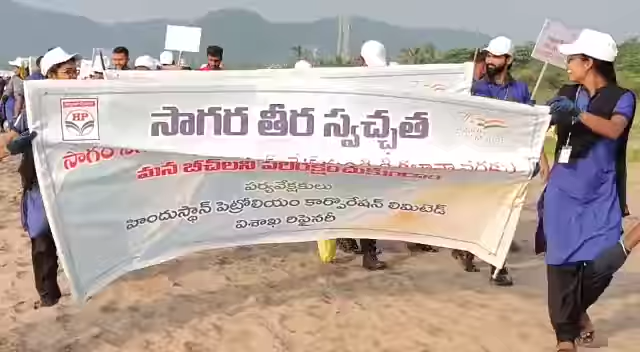 HP
సాగర తీర స్వచ్ఛత
మన బీచ్‌లను
పర్యవేక్షకులు
హిందుస్థాన్ పెట్రోలియం కార్పొరేషన్ లిమిటెడ్
విశాఖ రిఫైనరీ